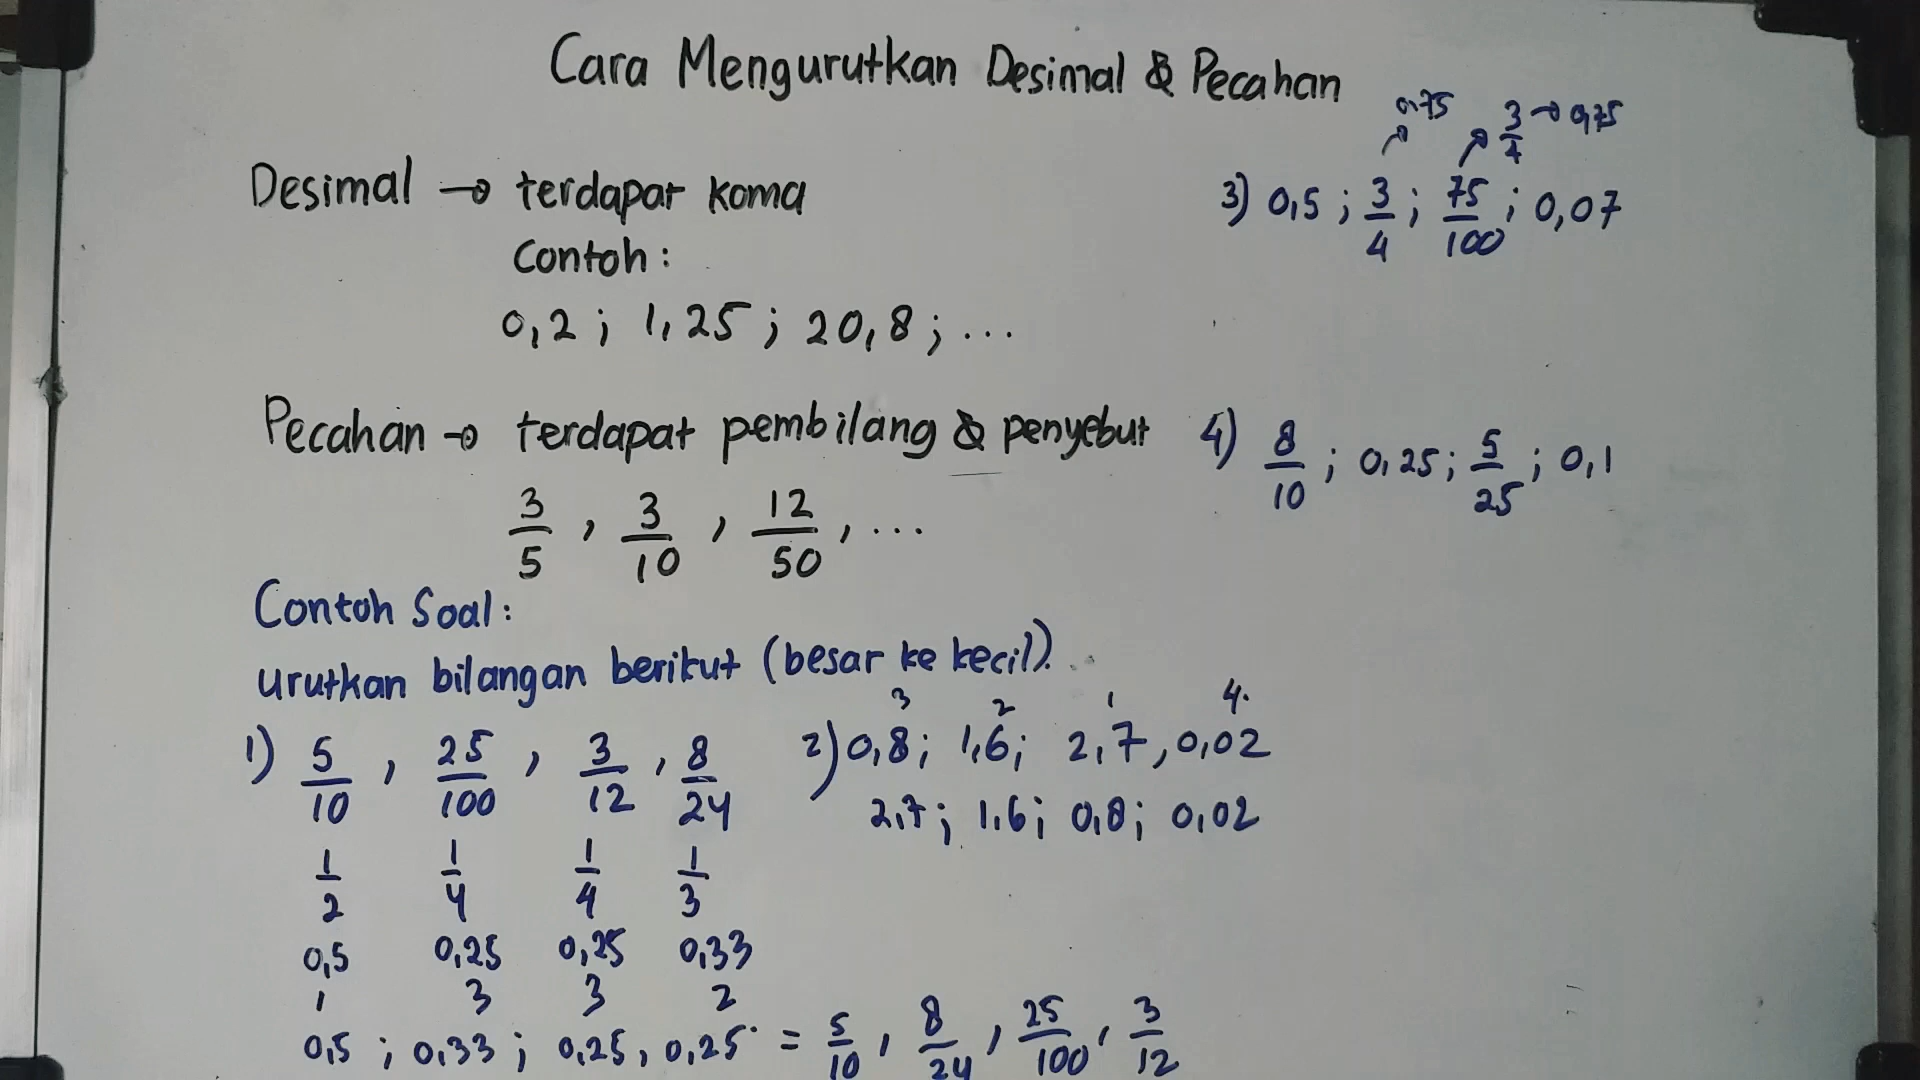 Cara Mengurutkan Desimal & Pecahan
Desimal → terdapat koma
Contoh :
0,2 ; 1,25 ; 20,8 ; ...
Pecahan → terdapat pembilang & penyebut
3/5 , 3/10 , 12/50 , ...
Contoh Soal :
Urutkan bilangan berikut (besar ke kecil).
1) 5/10 , 25/100 , 3/12 , 8/24
1/2 1/4 1/4 1/3
0,5 0,25 0,25 0,33
1 3 3 2
0,5 ; 0,33 ; 0,25 , 0,25 = 5/10 , 8/24 , 25/100 , 3/12
3 2 1 4.
2) 0,8 ; 1,6 ; 2,7 , 0,02
2,7 ; 1,6 ; 0,8 ; 0,02
0,75 3/4 → 0,75
3) 0,5 ; 3/4 ; 75/100 ; 0,07
4) 8/10 ; 0,25 ; 5/25 ; 0,1